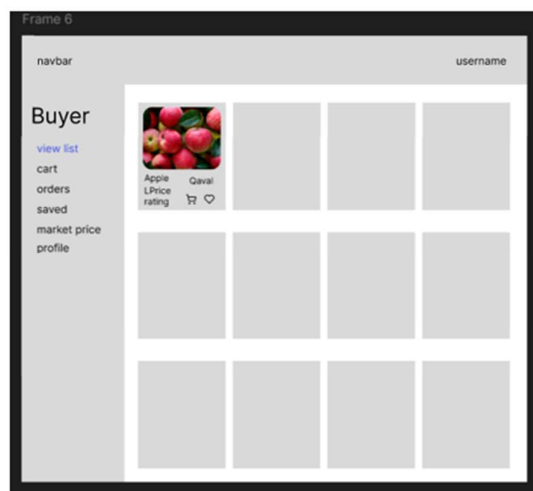 Frame 6
navbar
username
Buyer
view list
cart
orders
saved
market price
profile
Apple
Qaval
LPrice
rating